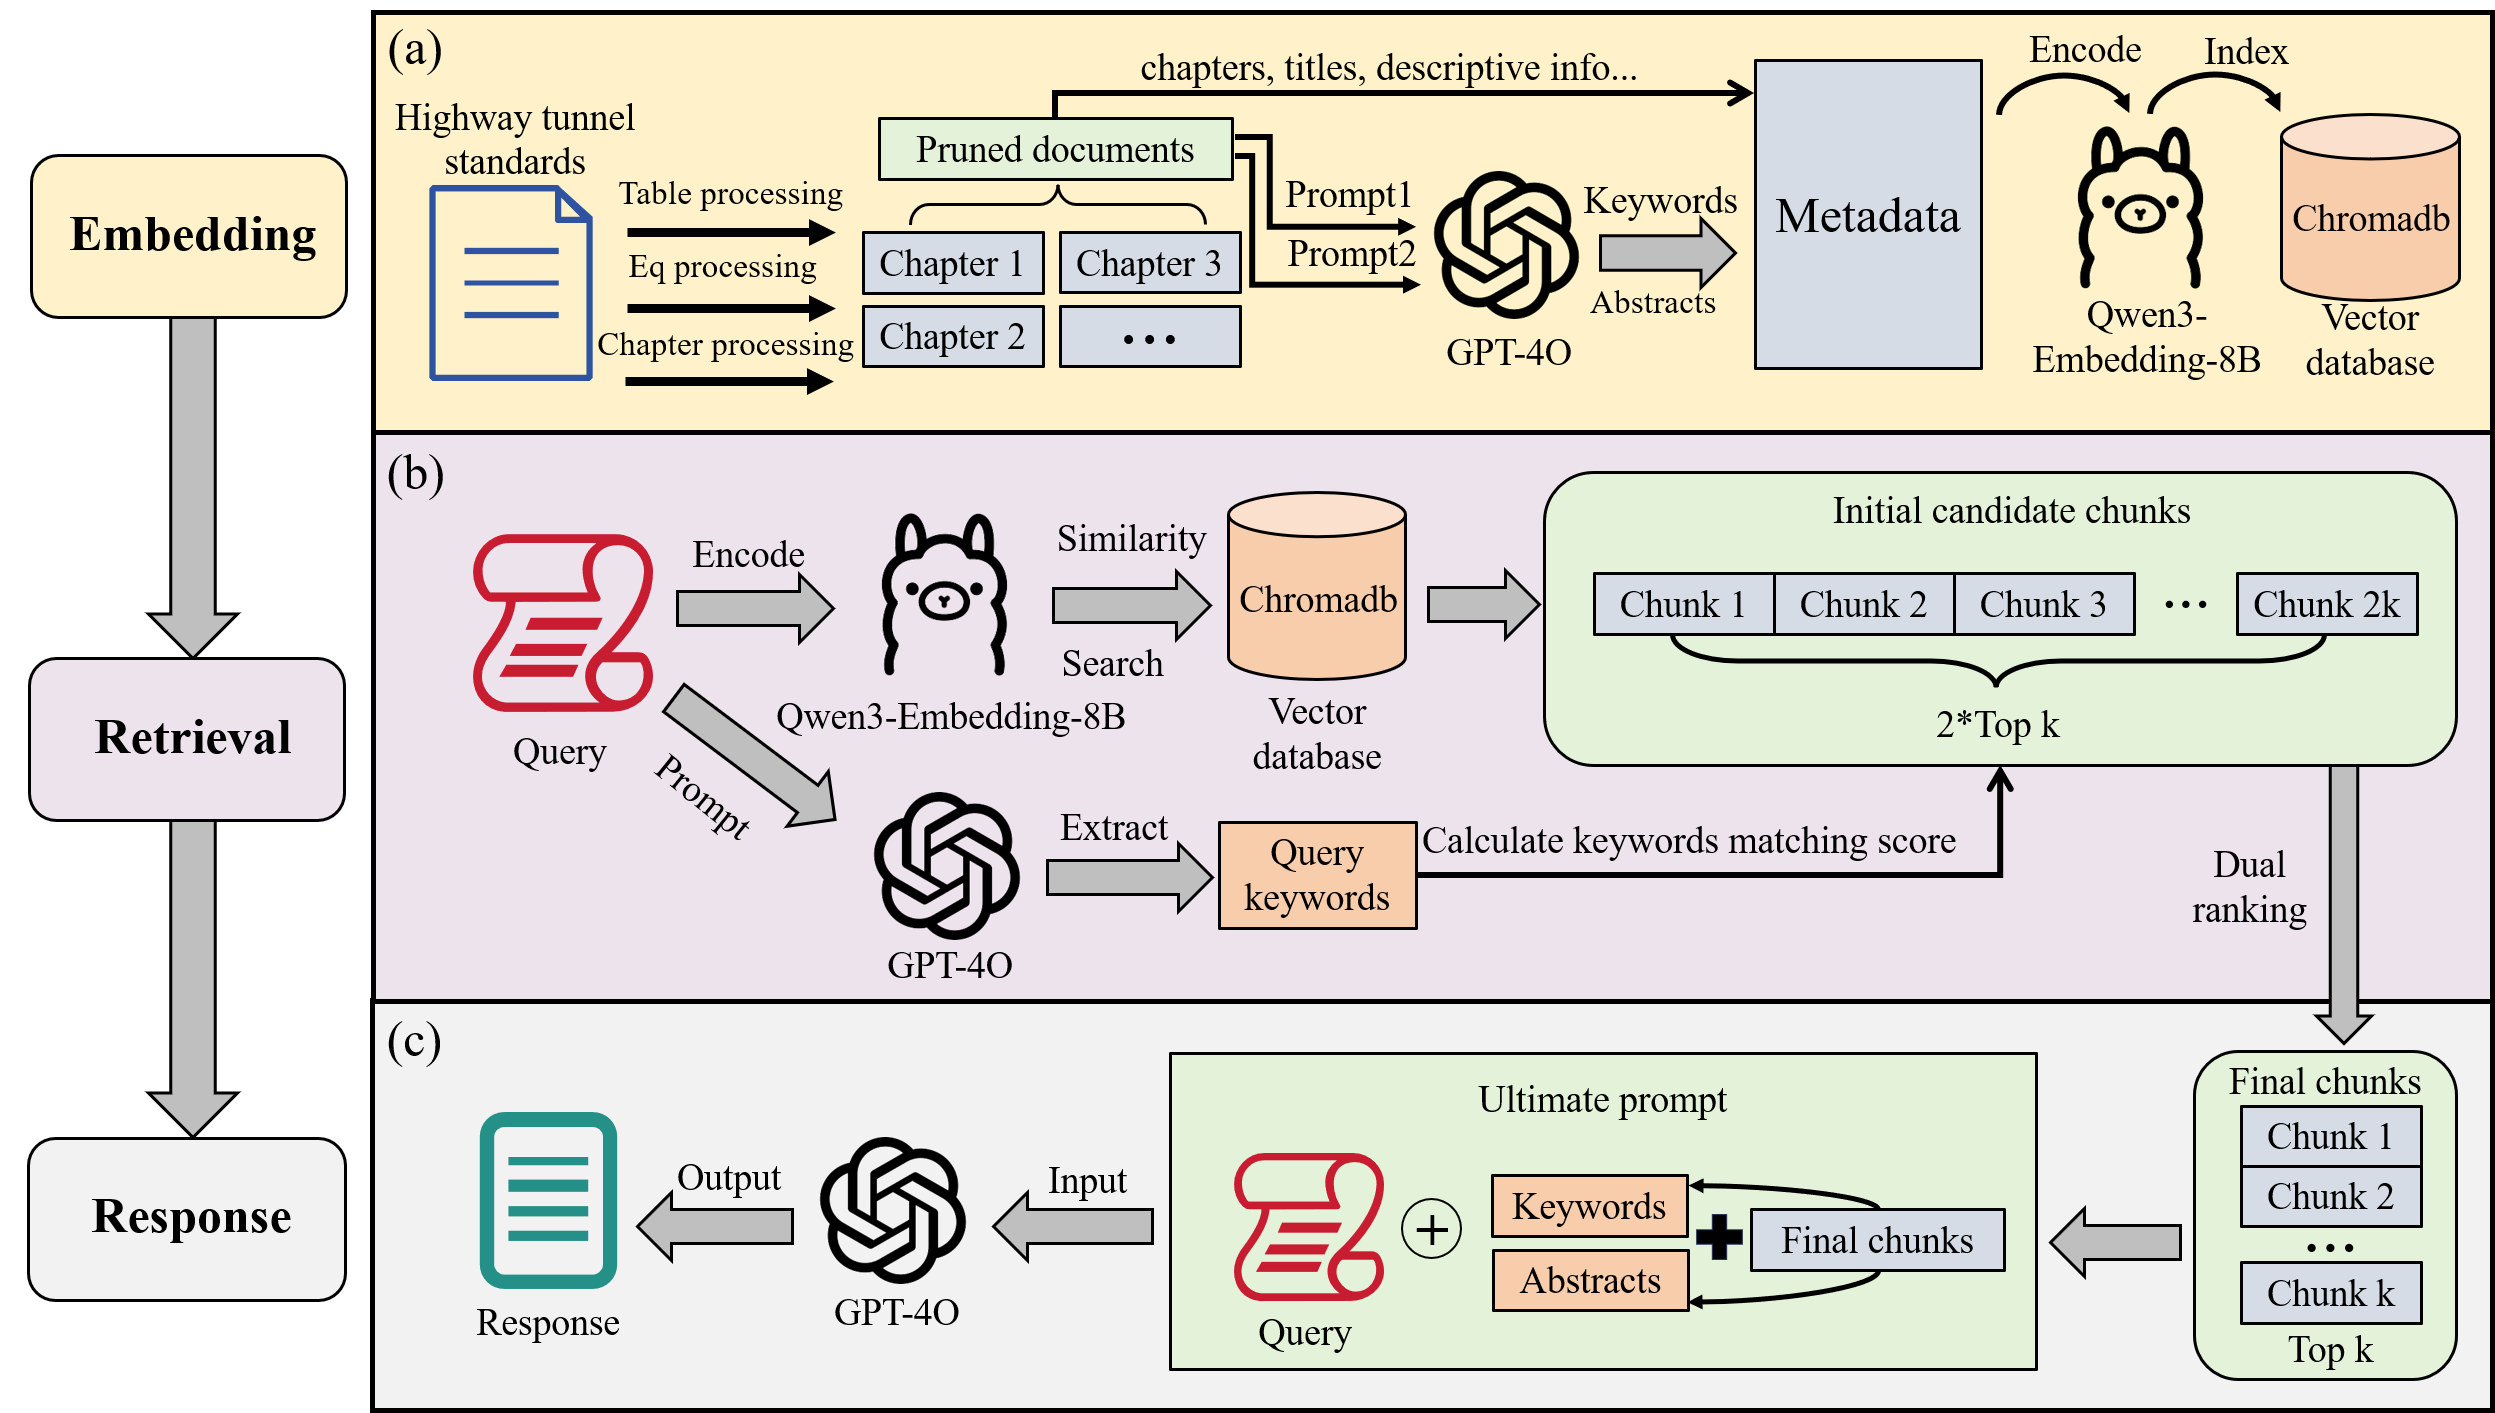 Embedding
Retrieval
Response
(a)
Highway tunnel
standards
Table processing
Eq processing
Chapter processing
chapters, titles, descriptive info...
Pruned documents
Chapter 1
Chapter 3
Chapter 2
...
Prompt1
Prompt2
GPT-4O
Keywords
Abstracts
Metadata
Encode
Index
Qwen3-
Embedding-8B
Chromadb
Vector
database
(b)
Query
Encode
Qwen3-Embedding-8B
Similarity
Search
Chromadb
Vector
database
Initial candidate chunks
Chunk 1
Chunk 2
Chunk 3
...
Chunk 2k
2*Top k
Prompt
GPT-4O
Extract
Query
keywords
Calculate keywords matching score
Dual
ranking
(c)
Final chunks
Chunk 1
Chunk 2
...
Chunk k
Top k
Ultimate prompt
Query
+
Keywords
Abstracts
Final chunks
Input
GPT-4O
Output
Response